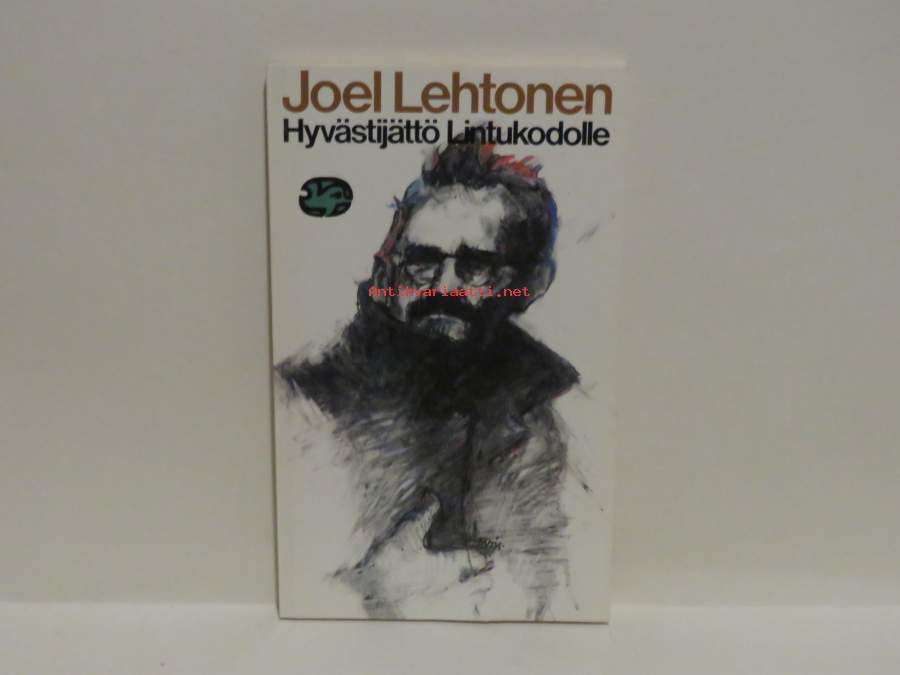 Joel Lehtonen
Hyvästijättö Lintukodolle
Antikvariaatti.net